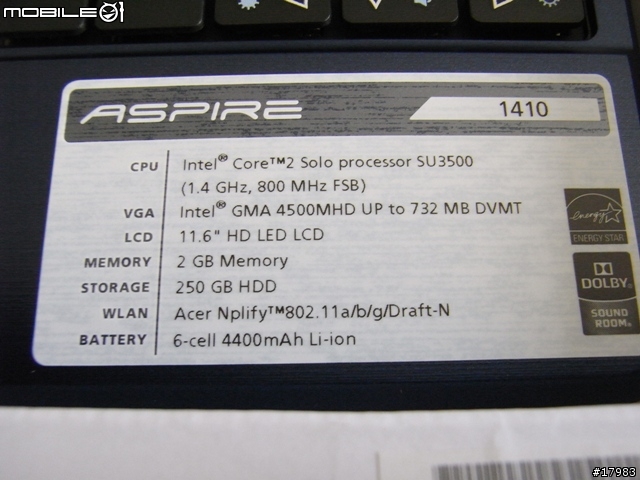 MOBILE01
ASPIRE 1410
CPU Intel® Core™2 Solo processor SU3500
(1.4 GHz, 800 MHz FSB)
VGA Intel® GMA 4500MHD UP to 732 MB DVMT
LCD 11.6" HD LED LCD
MEMORY 2 GB Memory
STORAGE 250 GB HDD
WLAN Acer Nplify™802.11a/b/g/Draft-N
BATTERY 6-cell 4400mAh Li-ion
energy
ENERGY STAR
DOLBY.
SOUND
ROOM™
#17983